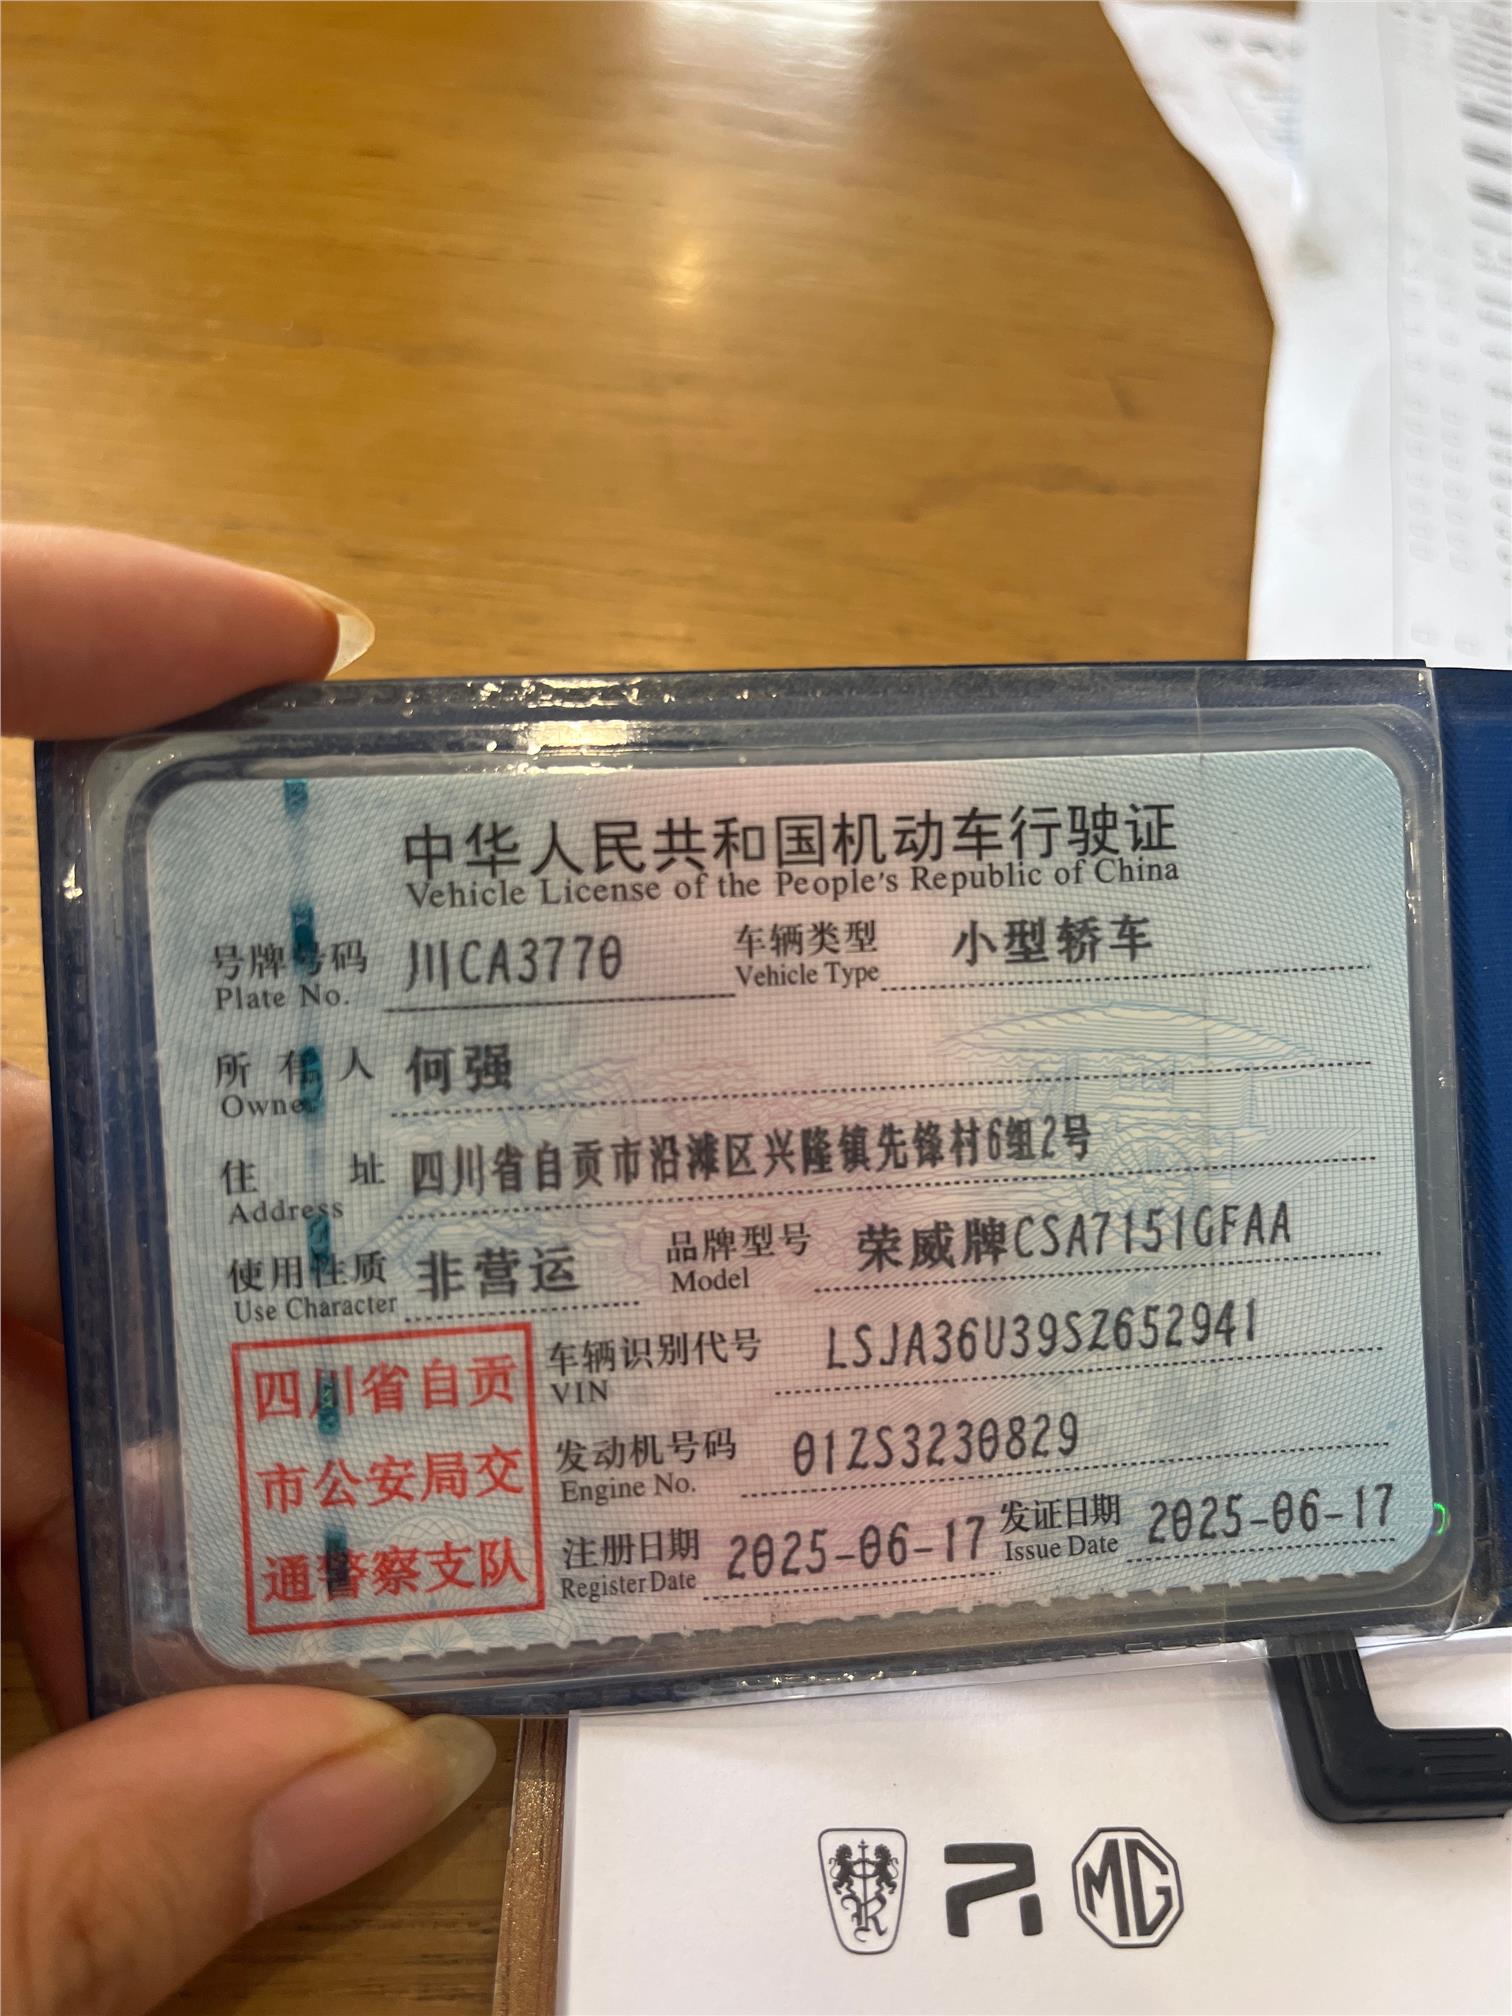 中华人民共和国机动车行驶证
Vehicle License of the People's Republic of China
号牌号码 川CA3770 车辆类型 小型轿车
Plate No. Vehicle Type
所有人 何强
Owner
住址 四川省自贡市沿滩区兴隆镇先锋村6组2号
Address
使用性质 非营运 品牌型号 荣威牌CSA7151GFAA
Use Character Model
四川省自贡
市公安局交
通警察支队
车辆识别代号 LSJA36U39SZ652941
VIN
发动机号码 01ZS3230829
Engine No.
注册日期 2025-06-17 发证日期 2025-06-17
Register Date Issue Date
R MG